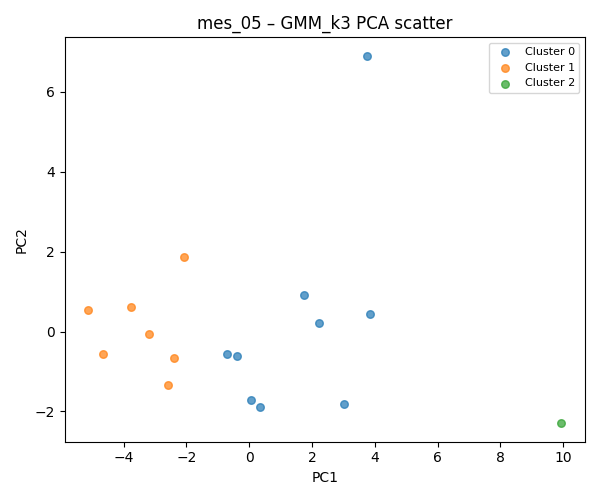 mes_05 – GMM_k3 PCA scatter
Cluster 0
Cluster 1
Cluster 2
PC2
6
4
2
0
−2
−4
−2
0
2
4
6
8
10
PC1